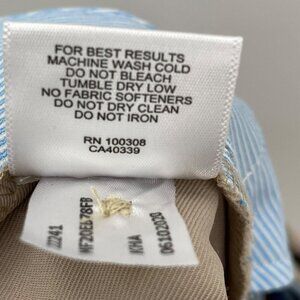 FOR BEST RESULTS
MACHINE WASH COLD
DO NOT BLEACH
TUMBLE DRY LOW
NO FABRIC SOFTENERS
DO NOT DRY CLEAN
DO NOT IRON
RN 100308
CA40339
06102020